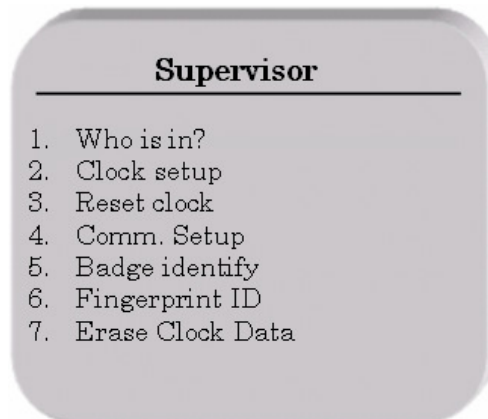 Supervisor
1. Who is in?
2. Clock setup
3. Reset clock
4. Comm. Setup
5. Badge identify
6. Fingerprint ID
7. Erase Clock Data